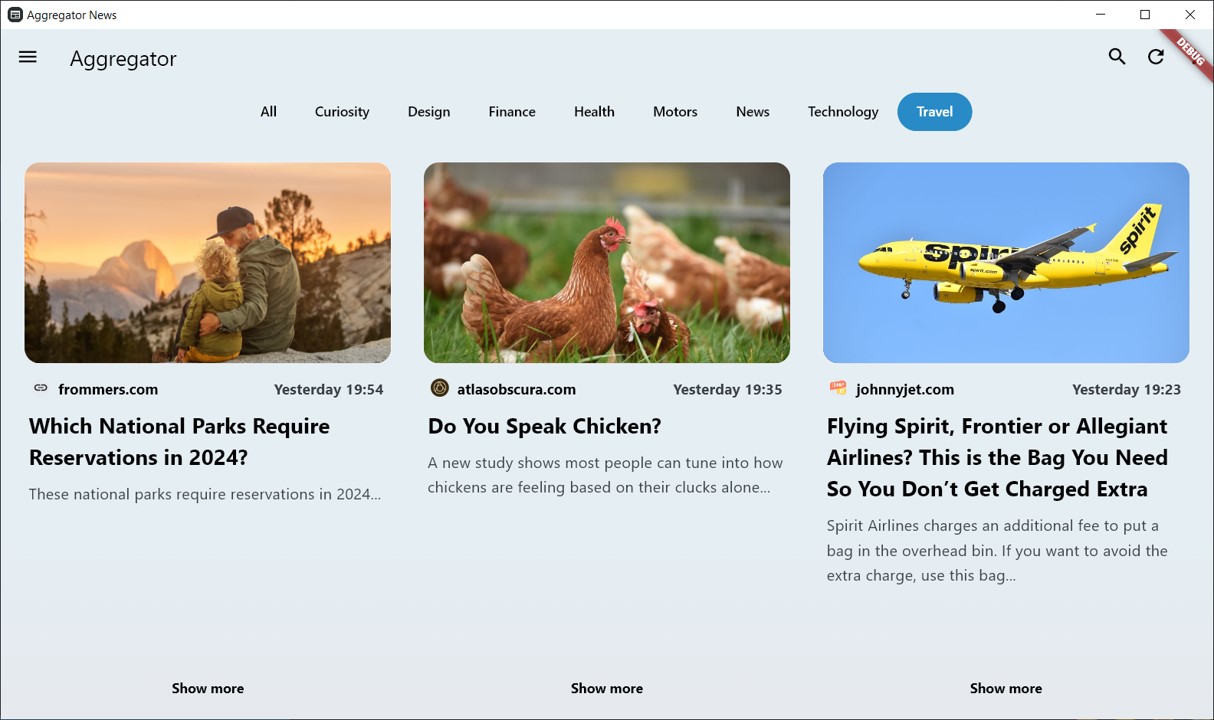 Aggregator News
Aggregator
DEBUG
All Curiosity Design Finance Health Motors News Technology Travel
spirit
spirit
spirit.com
frommers.com Yesterday 19:54
Which National Parks Require
Reservations in 2024?
These national parks require reservations in 2024...
atlasobscura.com Yesterday 19:35
Do You Speak Chicken?
A new study shows most people can tune into how
chickens are feeling based on their clucks alone...
johnnyjet.com Yesterday 19:23
Flying Spirit, Frontier or Allegiant
Airlines? This is the Bag You Need
So You Don’t Get Charged Extra
Spirit Airlines charges an additional fee to put a
bag in the overhead bin. If you want to avoid the
extra charge, use this bag...
Show more Show more Show more